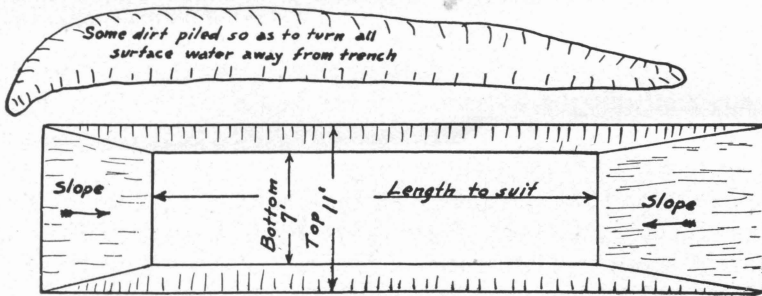 Some dirt piled so as to turn all
surface water away from trench
Slope
Bottom
7'
Top 11'
Length to suit
Slope